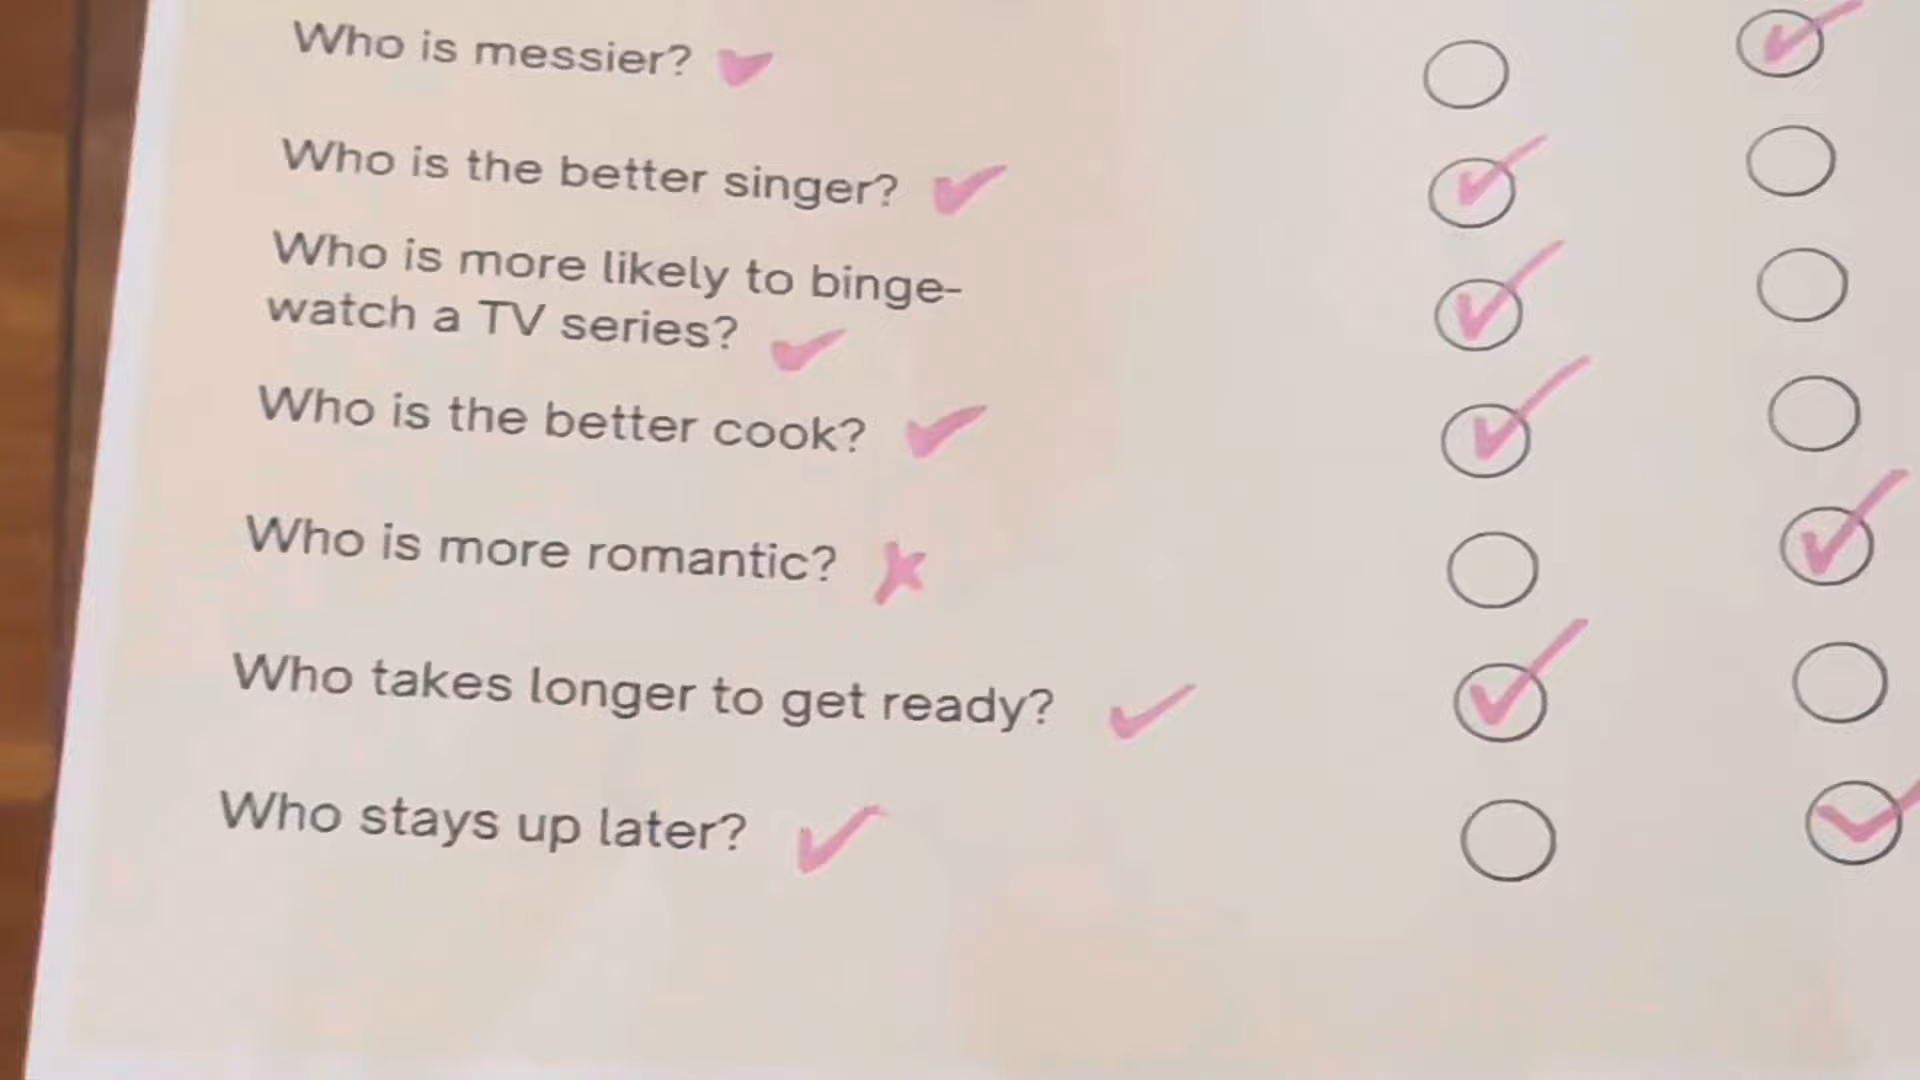 Who is messier?
Who is the better singer?
Who is more likely to binge-
watch a TV series?
Who is the better cook?
Who is more romantic?
Who takes longer to get ready?
Who stays up later?